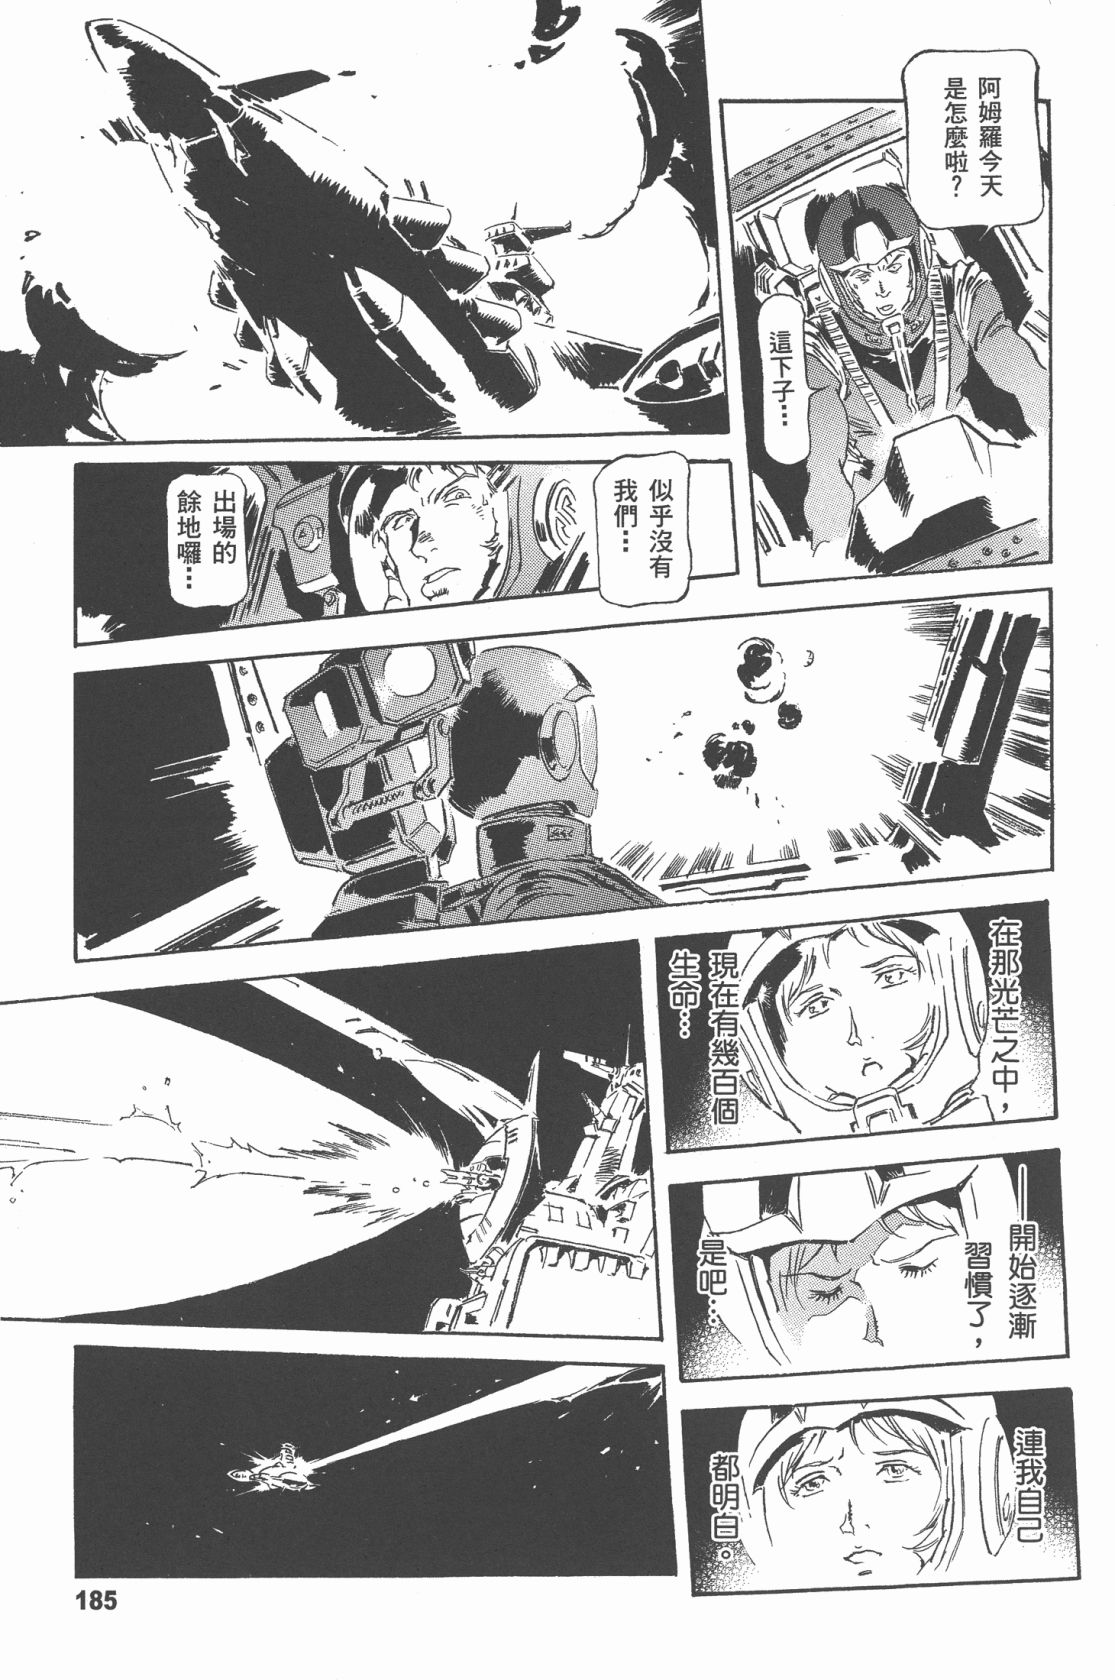 阿姆羅今天
是怎麼啦？
這下子…
似乎沒有
我們…
出場的
餘地囉…
在那光芒之中，
現在有幾百個
生命…
——開始逐漸
習慣了，
是吧…
連我自己
都明白。
185